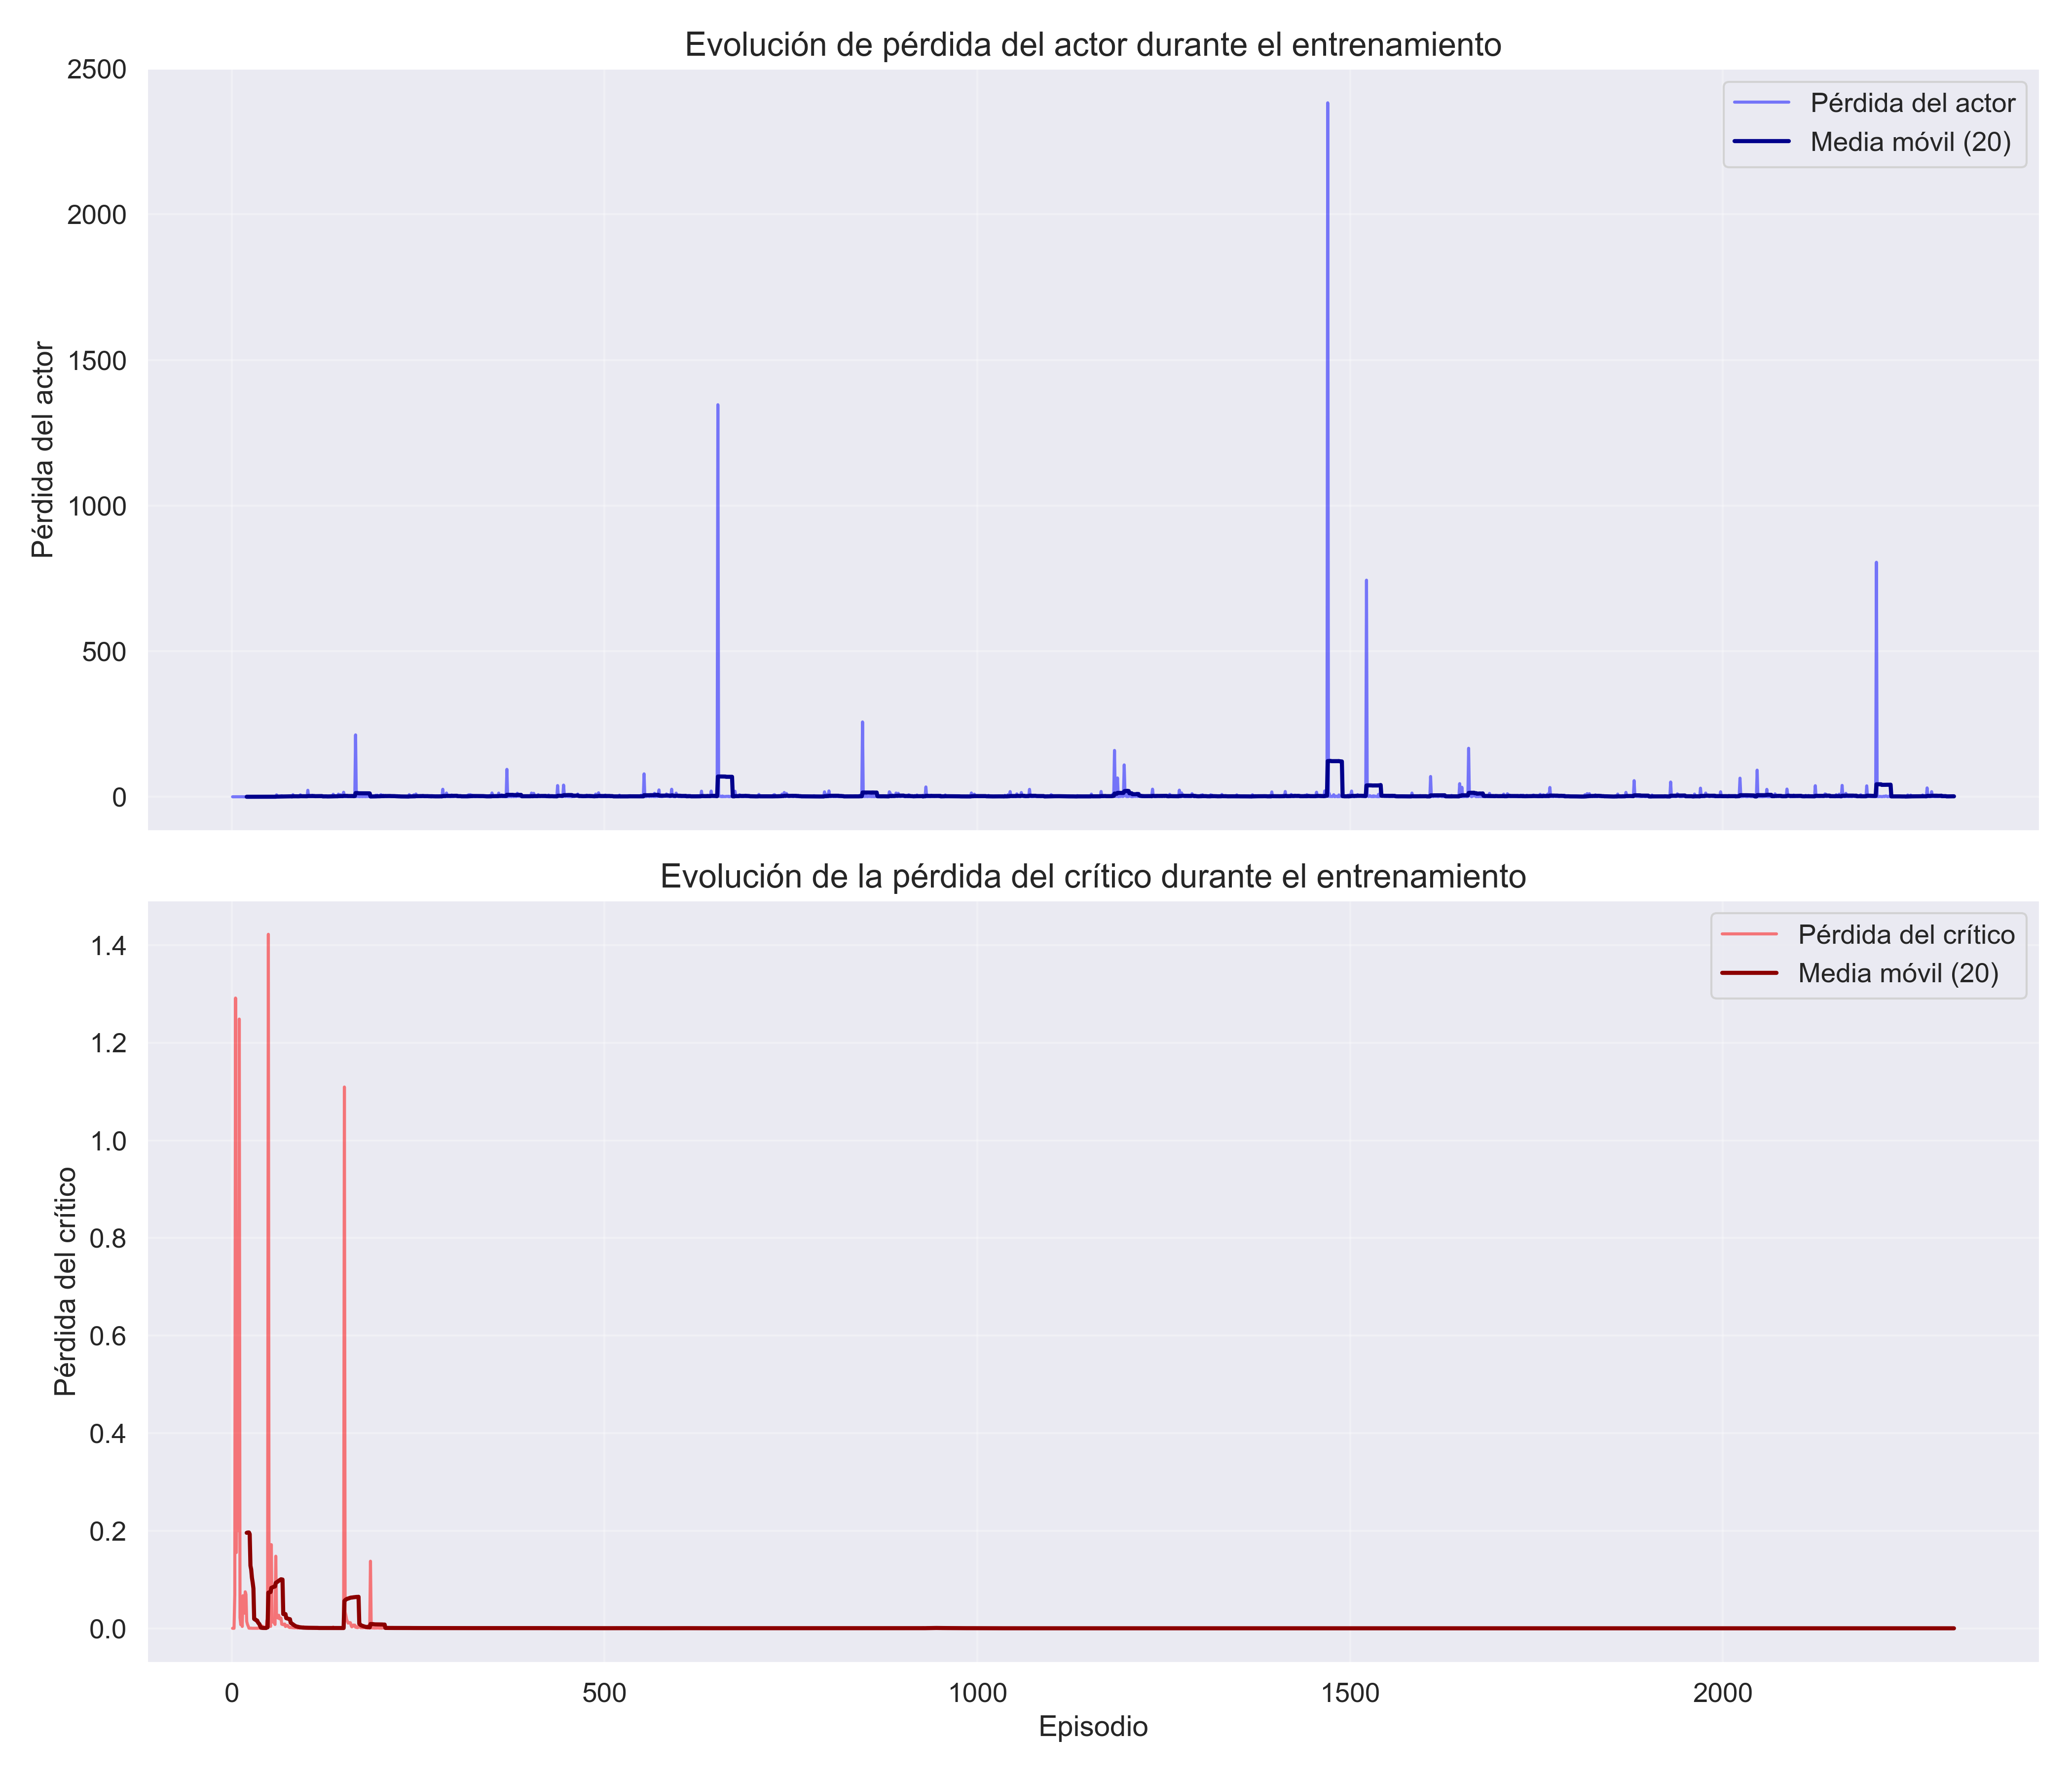 Evolución de pérdida del actor durante el entrenamiento
2500
2000
1500
1000
500
0
Pérdida del actor
Pérdida del actor
Media móvil (20)
Evolución de la pérdida del crítico durante el entrenamiento
1.4
1.2
1.0
0.8
0.6
0.4
0.2
0.0
Pérdida del crítico
Pérdida del crítico
Media móvil (20)
0 500 1000 1500 2000
Episodio